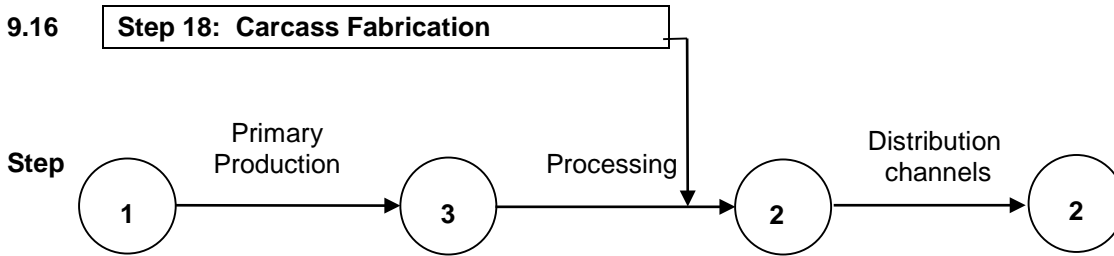 9.16 Step 18: Carcass Fabrication
Primary
Production
Processing
Distribution
channels
Step
1
3
2
2